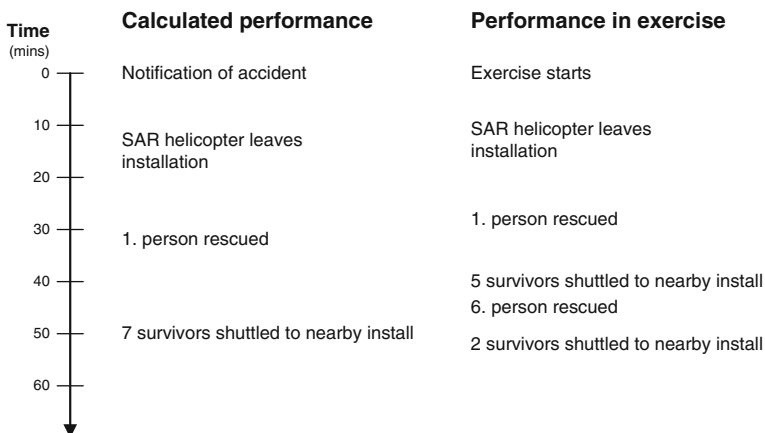 Time
(mins)
Calculated performance
Performance in exercise
0
Notification of accident
Exercise starts
10
SAR helicopter leaves
installation
SAR helicopter leaves
installation
20
1. person rescued
30
1. person rescued
40
5 survivors shuttled to nearby install
6. person rescued
50
7 survivors shuttled to nearby install
2 survivors shuttled to nearby install
60